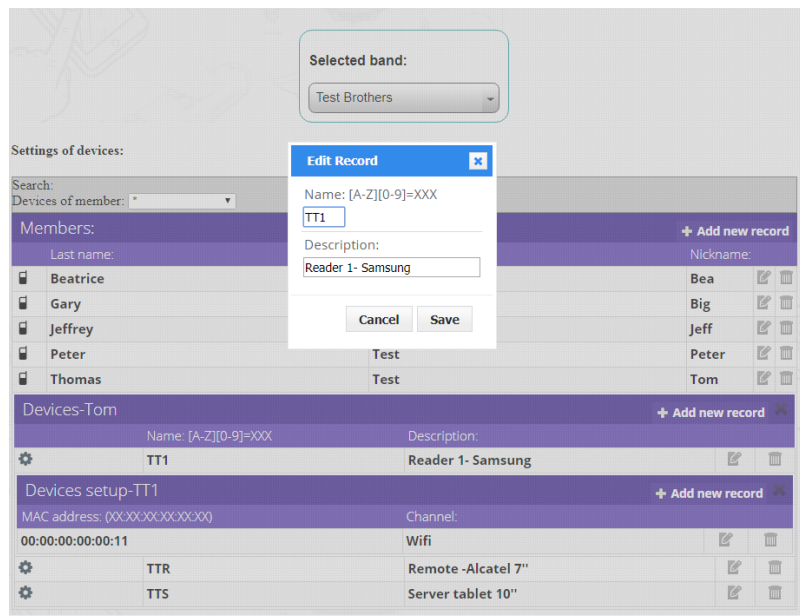 Selected band:
Test Brothers
Settings of devices:
Search:
Devices of member: *
Edit Record
Name: [A-Z][0-9]=XXX
TT1
Description:
Reader 1- Samsung
Cancel Save
Members: Add new record
Last name: Nickname:
Beatrice Bea
Gary Big
Jeffrey Jeff
Peter Test Peter
Thomas Test Tom
Devices-Tom Add new record
Name: [A-Z][0-9]=XXX Description:
TT1 Reader 1- Samsung
Devices setup-TT1 Add new record
MAC address: (XX:XX:XX:XX:XX:XX) Channel:
00:00:00:00:00:11 Wifi
TTR Remote -Alcatel 7''
TTS Server tablet 10''